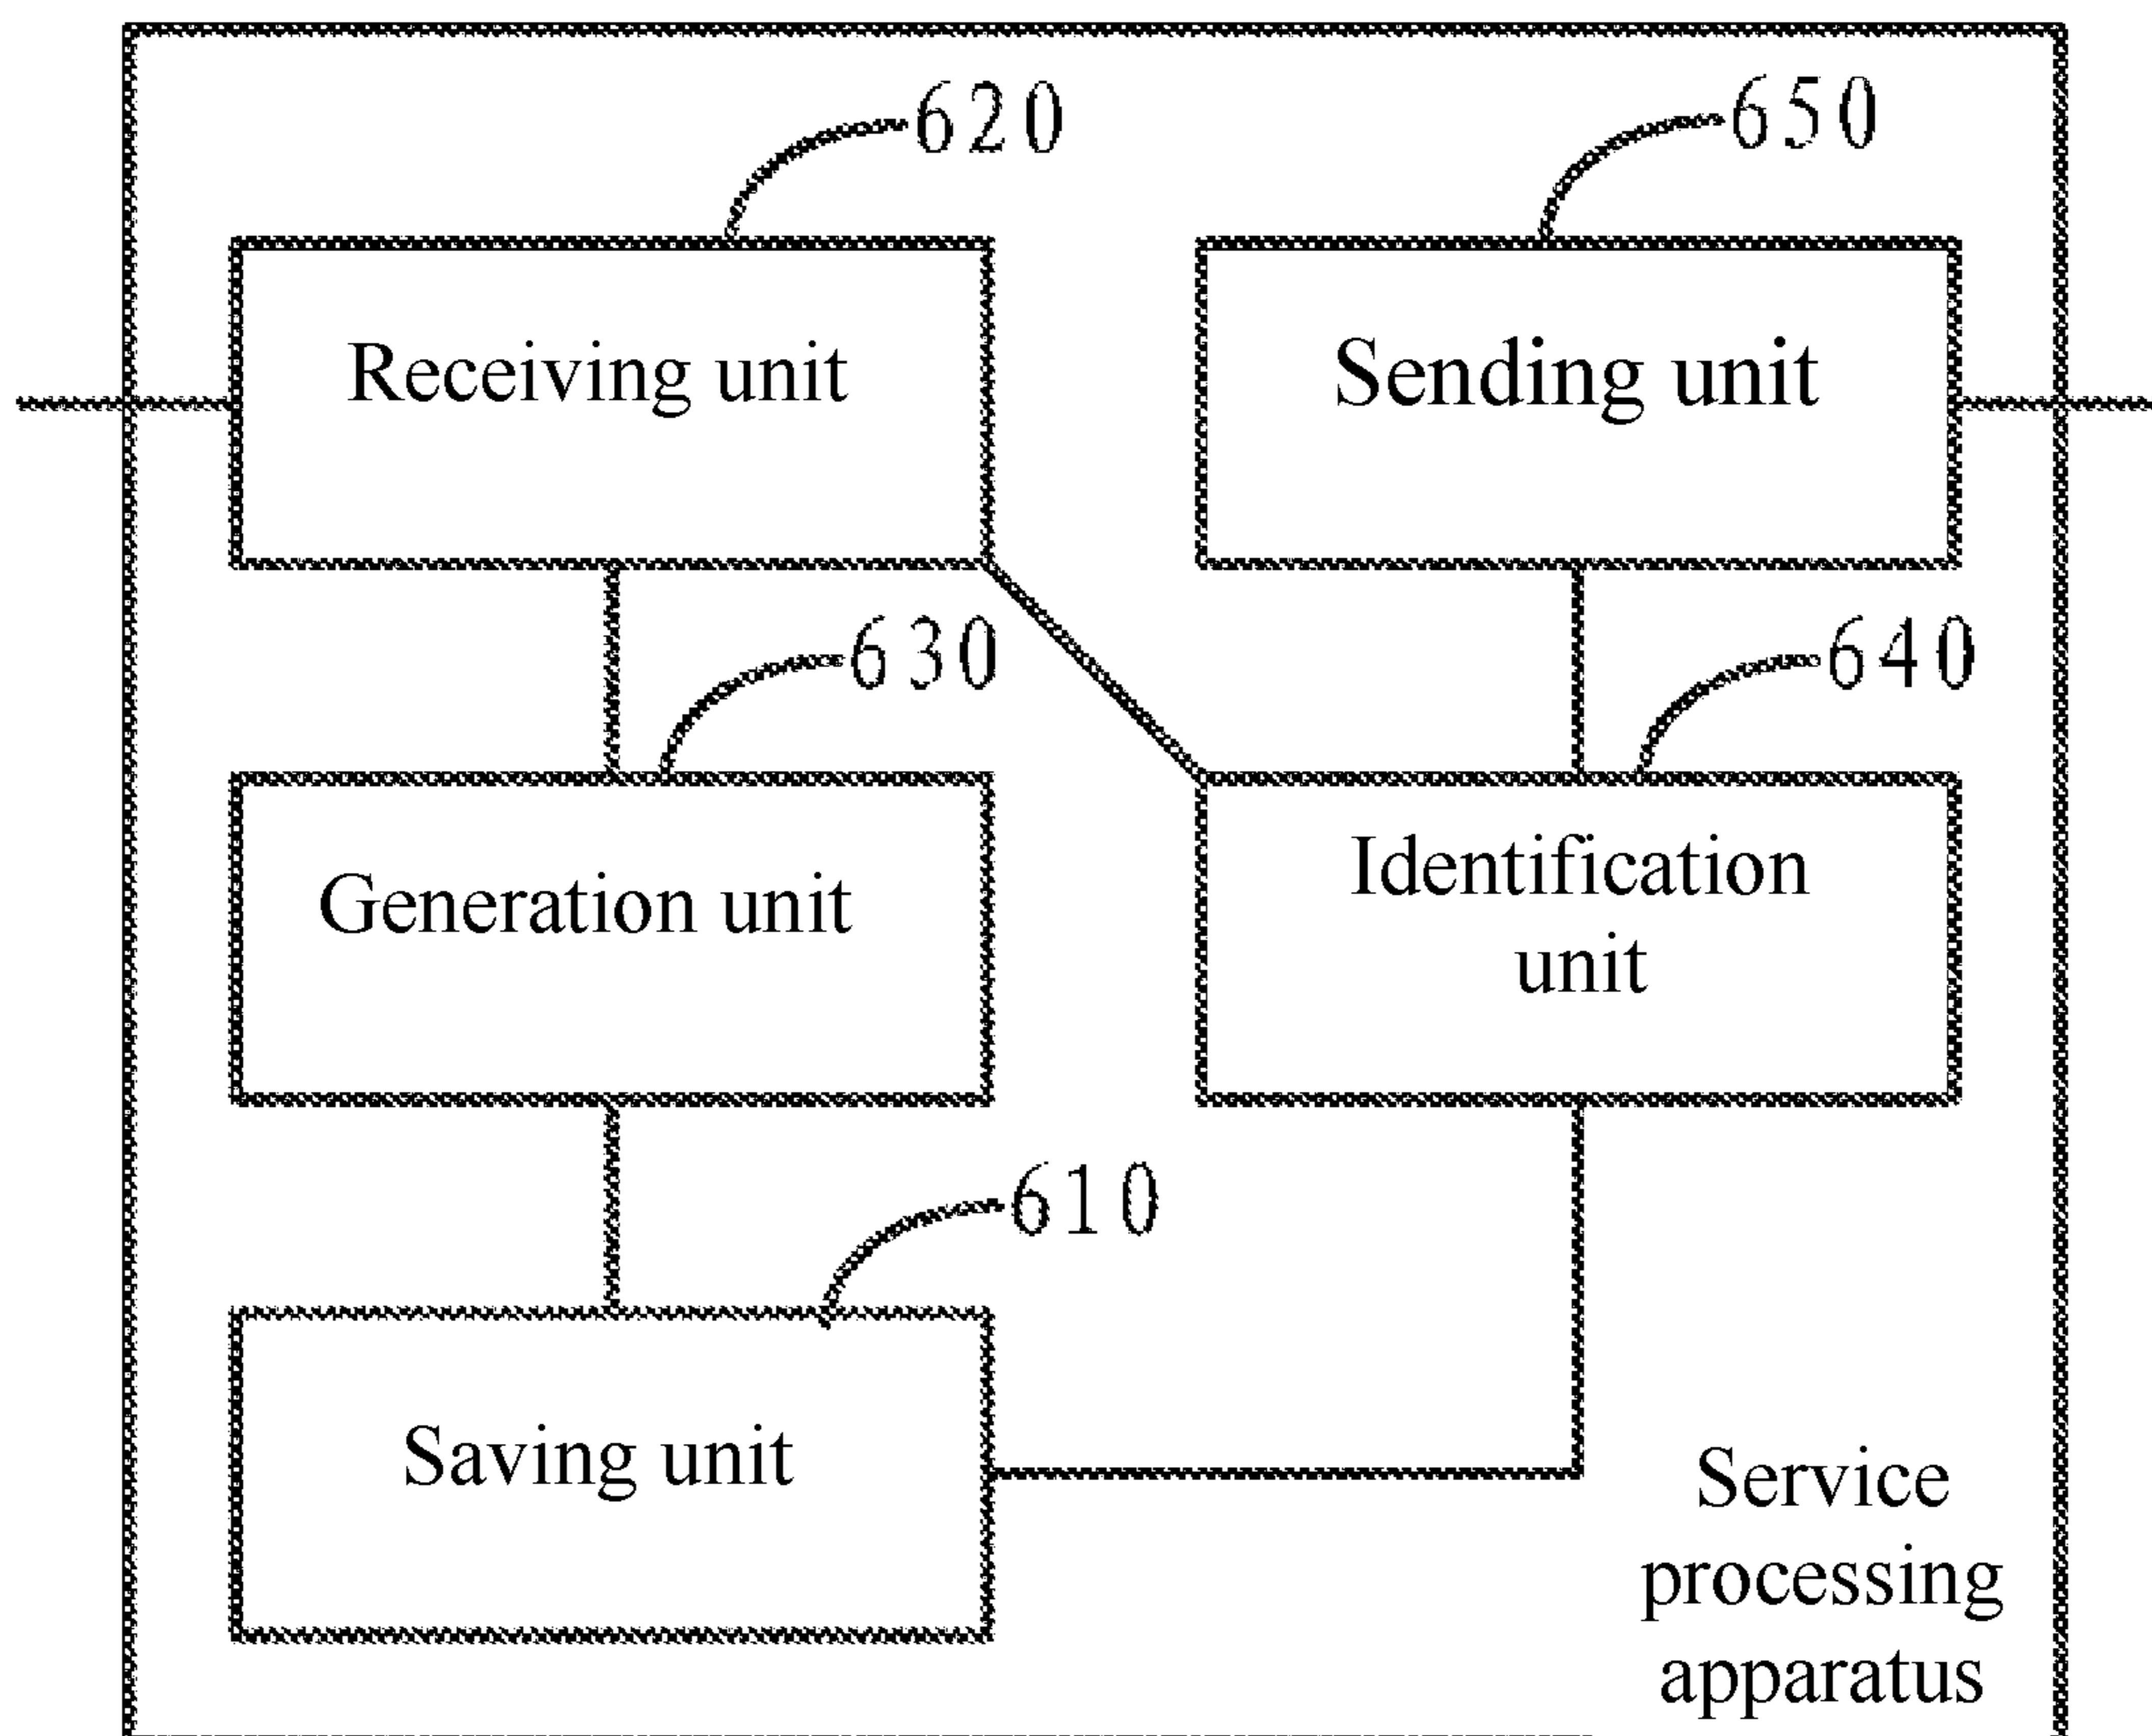 620
650
Receiving unit
Sending unit
630
640
Generation unit
Identification
unit
610
Saving unit
Service
processing
apparatus